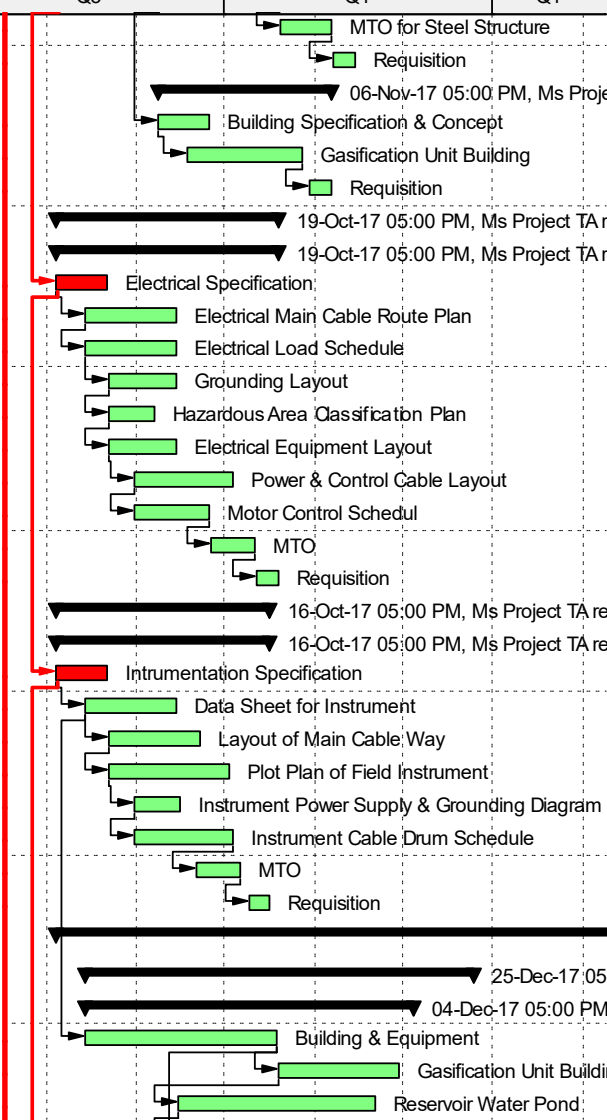 MTO for Steel Structure
Requisition
06-Nov-17 05:00 PM, Ms Proje
Building Specification & Concept
Gasification Unit Building
Requisition
19-Oct-17 05:00 PM, Ms Project TA r
19-Oct-17 05:00 PM, Ms Project TA r
Electrical Specification
Electrical Main Cable Route Plan
Electrical Load Schedule
Grounding Layout
Hazardous Area Classification Plan
Electrical Equipment Layout
Power & Control Cable Layout
Motor Control Schedul
MTO
Requisition
16-Oct-17 05:00 PM, Ms Project TA re
16-Oct-17 05:00 PM, Ms Project TA re
Intrumentation Specification
Data Sheet for Instrument
Layout of Main Cable Way
Plot Plan of Field Instrument
Instrument Power Supply & Grounding Diagram
Instrument Cable Drum Schedule
MTO
Requisition
25-Dec-17 05
04-Dec-17 05:00 PM
Building & Equipment
Gasification Unit Buildi
Reservoir Water Pond